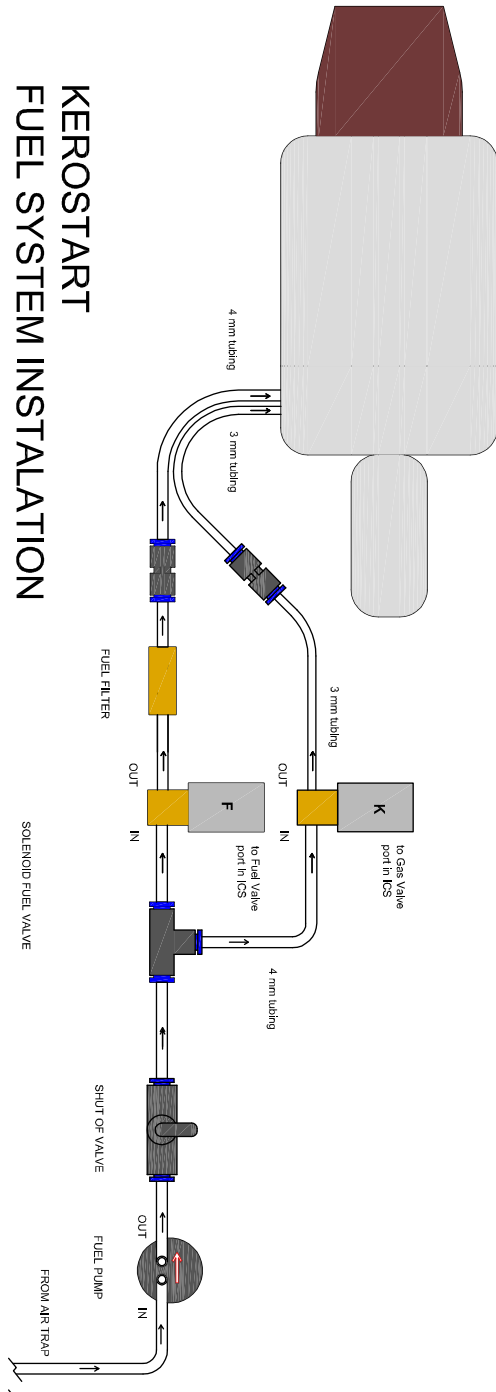 KEROSTART
FUEL SYSTEM INSTALATION
4 mm tubing
3 mm tubing
3 mm tubing
FUEL FILTER
OUT
IN
F
to Fuel Valve
port in ICS
OUT
IN
K
to Gas Valve
port in ICS
SOLENOID FUEL VALVE
4 mm tubing
SHUT OF VALVE
OUT
IN
FUEL PUMP
FROM AIR TRAP